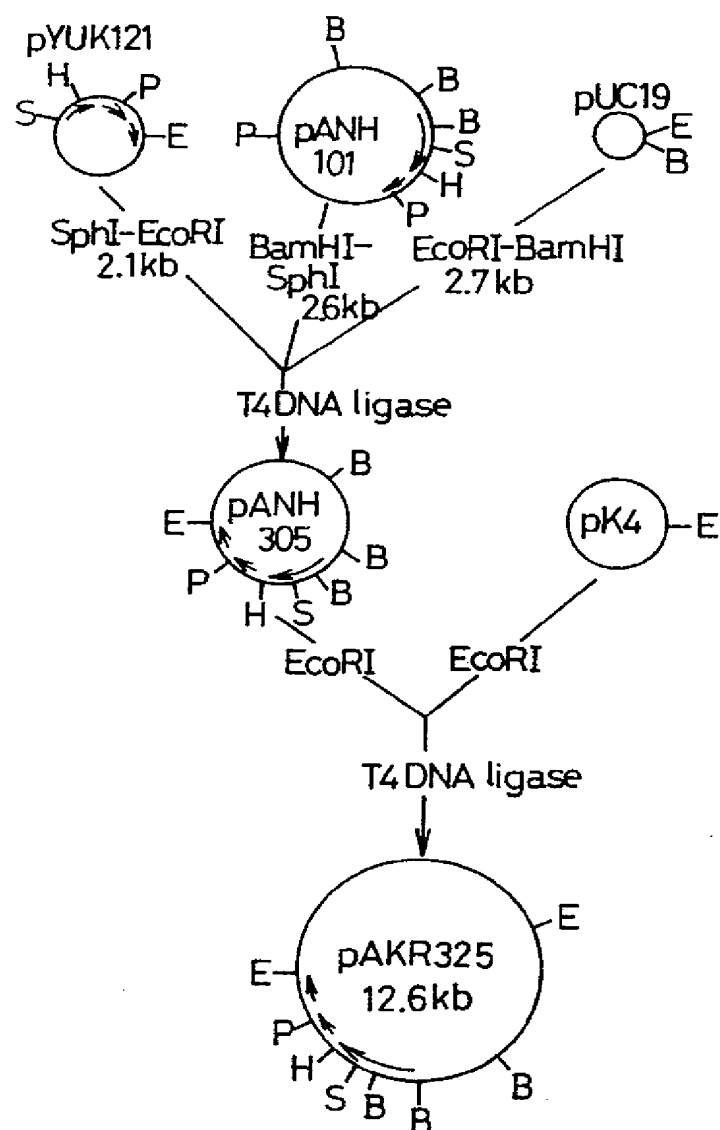 pYUK121
S
H
P
E
B
B
B
S
H
P
P
pANH
101
pUC19
E
B
SphI-EcoRI
2.1kb
BamHI-
SphI
2.6kb
EcoRI-BamHI
2.7kb
T4DNA ligase
pANH
305
B
B
B
S
H
P
E
pK4
E
EcoRI
EcoRI
T4DNA ligase
pAKR325
12.6kb
E
B
B
B
S
H
P
E